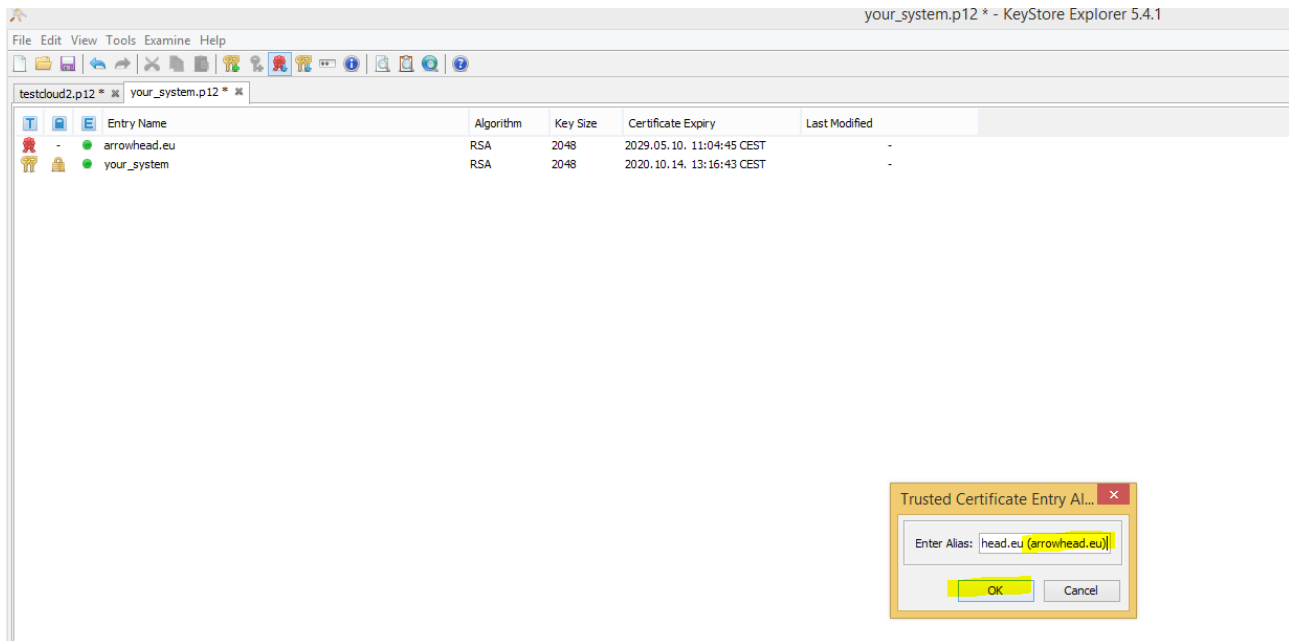 your_system.p12 * - KeyStore Explorer 5.4.1
File Edit View Tools Examine Help
testcloud2.p12 * your_system.p12 *
T E Entry Name Algorithm Key Size Certificate Expiry Last Modified
- arrowhead.eu RSA 2048 2029.05.10. 11:04:45 CEST -
your_system RSA 2048 2020.10.14. 13:16:43 CEST -
Trusted Certificate Entry Al...
Enter Alias: head.eu (arrowhead.eu)
OK Cancel